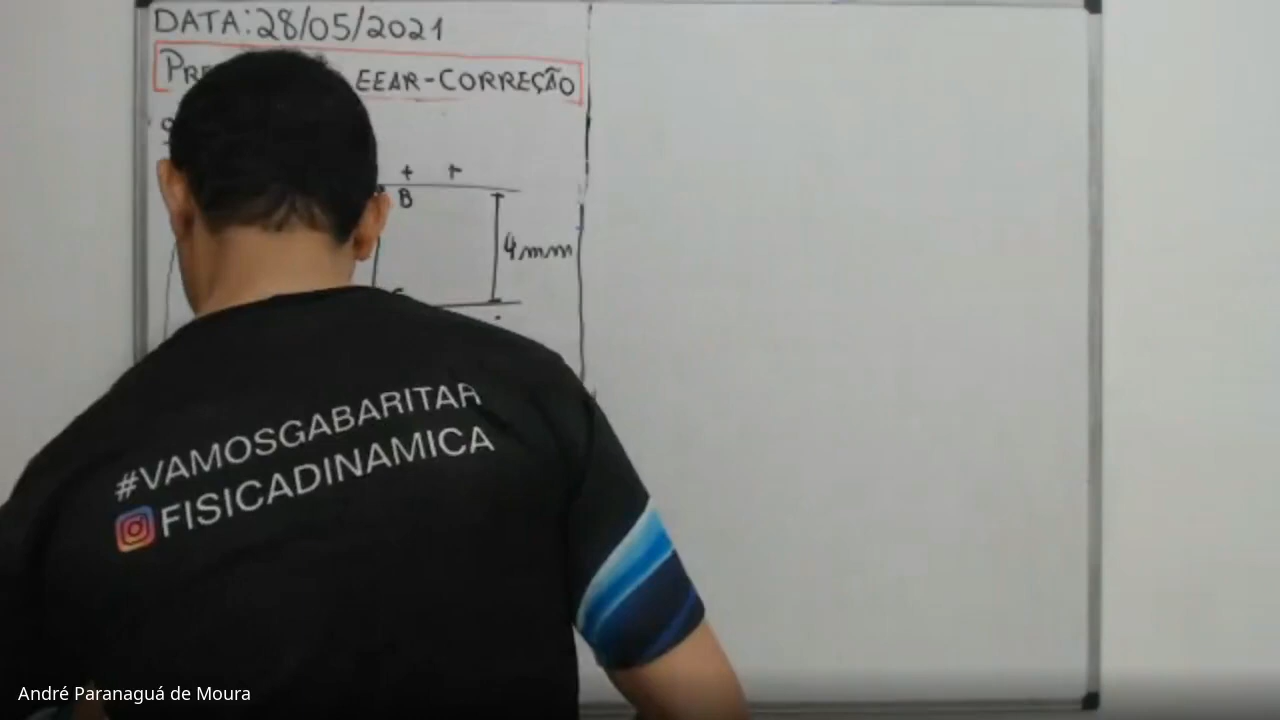 DATA:28/05/2021
EEAR-CORREÇÃO
+ +
B
4mm
#VAMOSGABARITAR
FISICADINAMICA
André Paranaguá de Moura